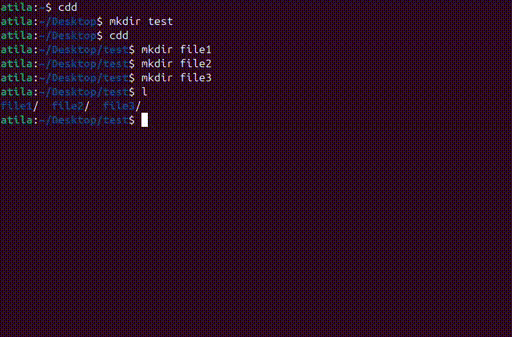 atila:~$ cdd
atila:~/Desktop$ mkdir test
atila:~/Desktop$ cdd
atila:~/Desktop/test$ mkdir file1
atila:~/Desktop/test$ mkdir file2
atila:~/Desktop/test$ mkdir file3
atila:~/Desktop/test$ l
file1/  file2/  file3/
atila:~/Desktop/test$